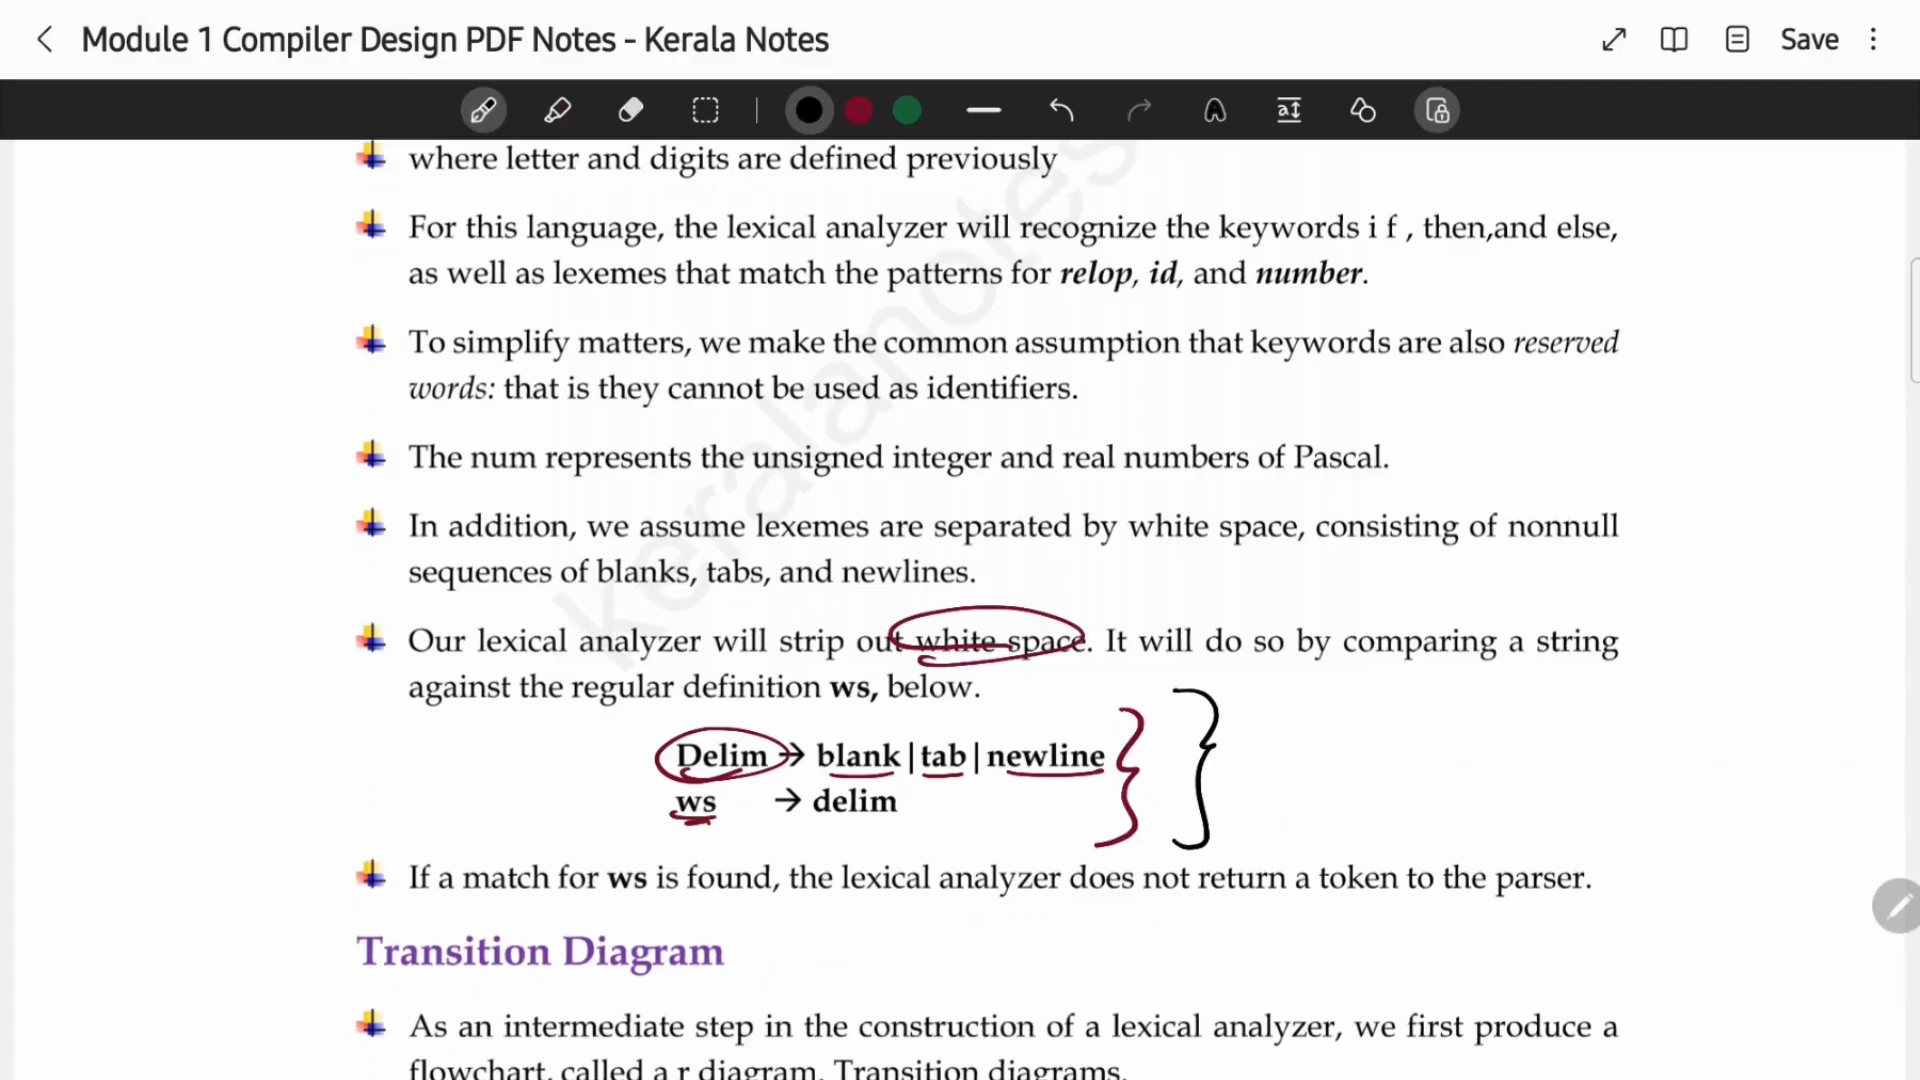 Module 1 Compiler Design PDF Notes - Kerala Notes
Save
where letter and digits are defined previously
For this language, the lexical analyzer will recognize the keywords i f , then,and else,
as well as lexemes that match the patterns for relop, id, and number.
To simplify matters, we make the common assumption that keywords are also reserved
words: that is they cannot be used as identifiers.
The num represents the unsigned integer and real numbers of Pascal.
In addition, we assume lexemes are separated by white space, consisting of nonnull
sequences of blanks, tabs, and newlines.
Our lexical analyzer will strip out white space. It will do so by comparing a string
against the regular definition ws, below.
Delim → blank|tab|newline
ws → delim
If a match for ws is found, the lexical analyzer does not return a token to the parser.
Transition Diagram
As an intermediate step in the construction of a lexical analyzer, we first produce a
flowchart, called a r diagram. Transition diagrams.
keralanotes